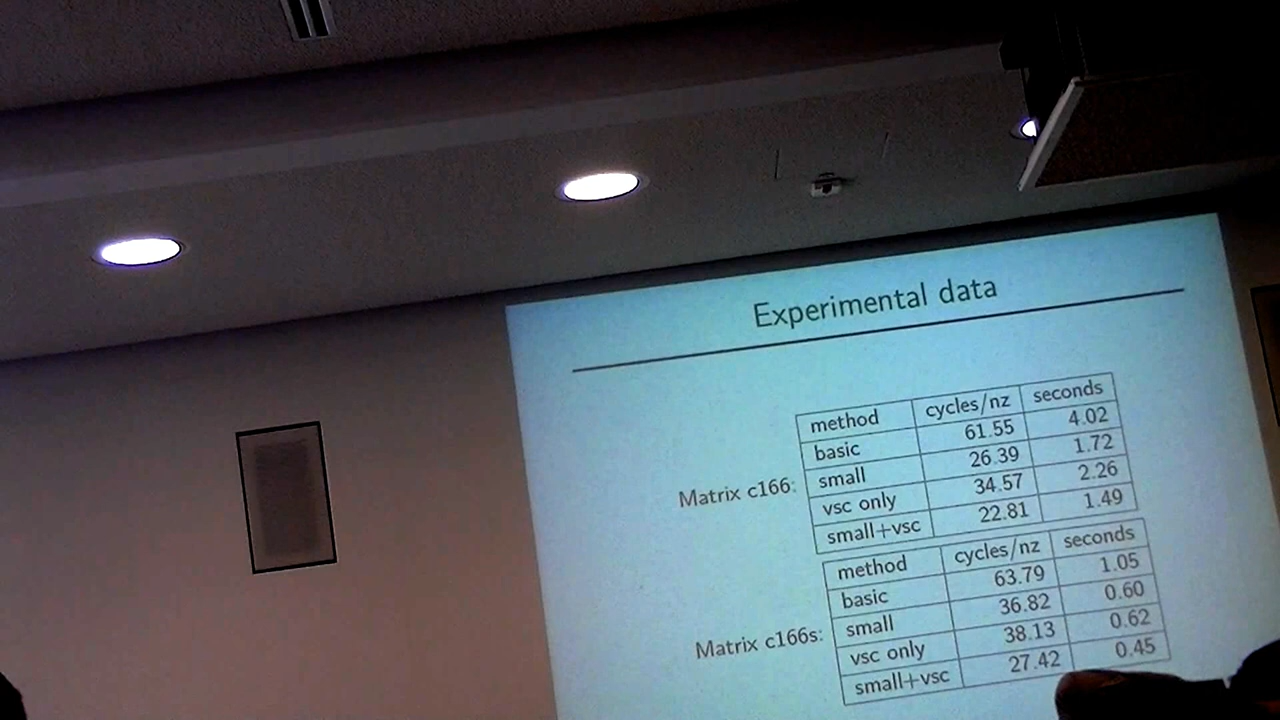 Experimental data
method cycles/nz seconds
basic 61.55 4.02
small 26.39 1.72
vsc only 34.57 2.26
small+vsc 22.81 1.49
Matrix c166:
method cycles/nz seconds
basic 63.79 1.05
small 36.82 0.60
vsc only 38.13 0.62
small+vsc 27.42 0.45
Matrix c166s: